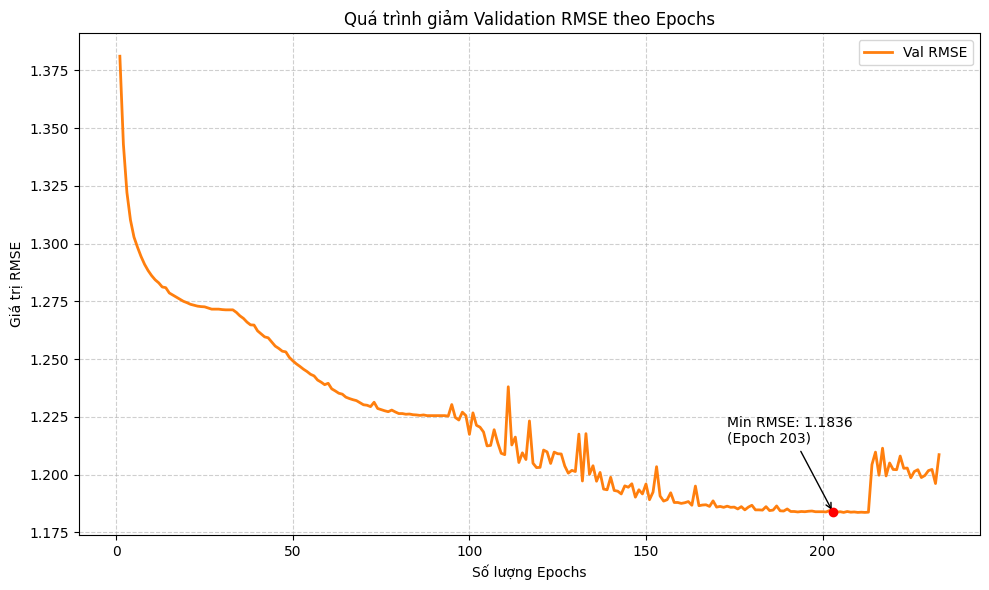 Quá trình giảm Validation RMSE theo Epochs
Val RMSE
Giá trị RMSE
1.375
1.350
1.325
1.300
1.275
1.250
1.225
1.200
1.175
Min RMSE: 1.1836
(Epoch 203)
0
50
100
150
200
Số lượng Epochs